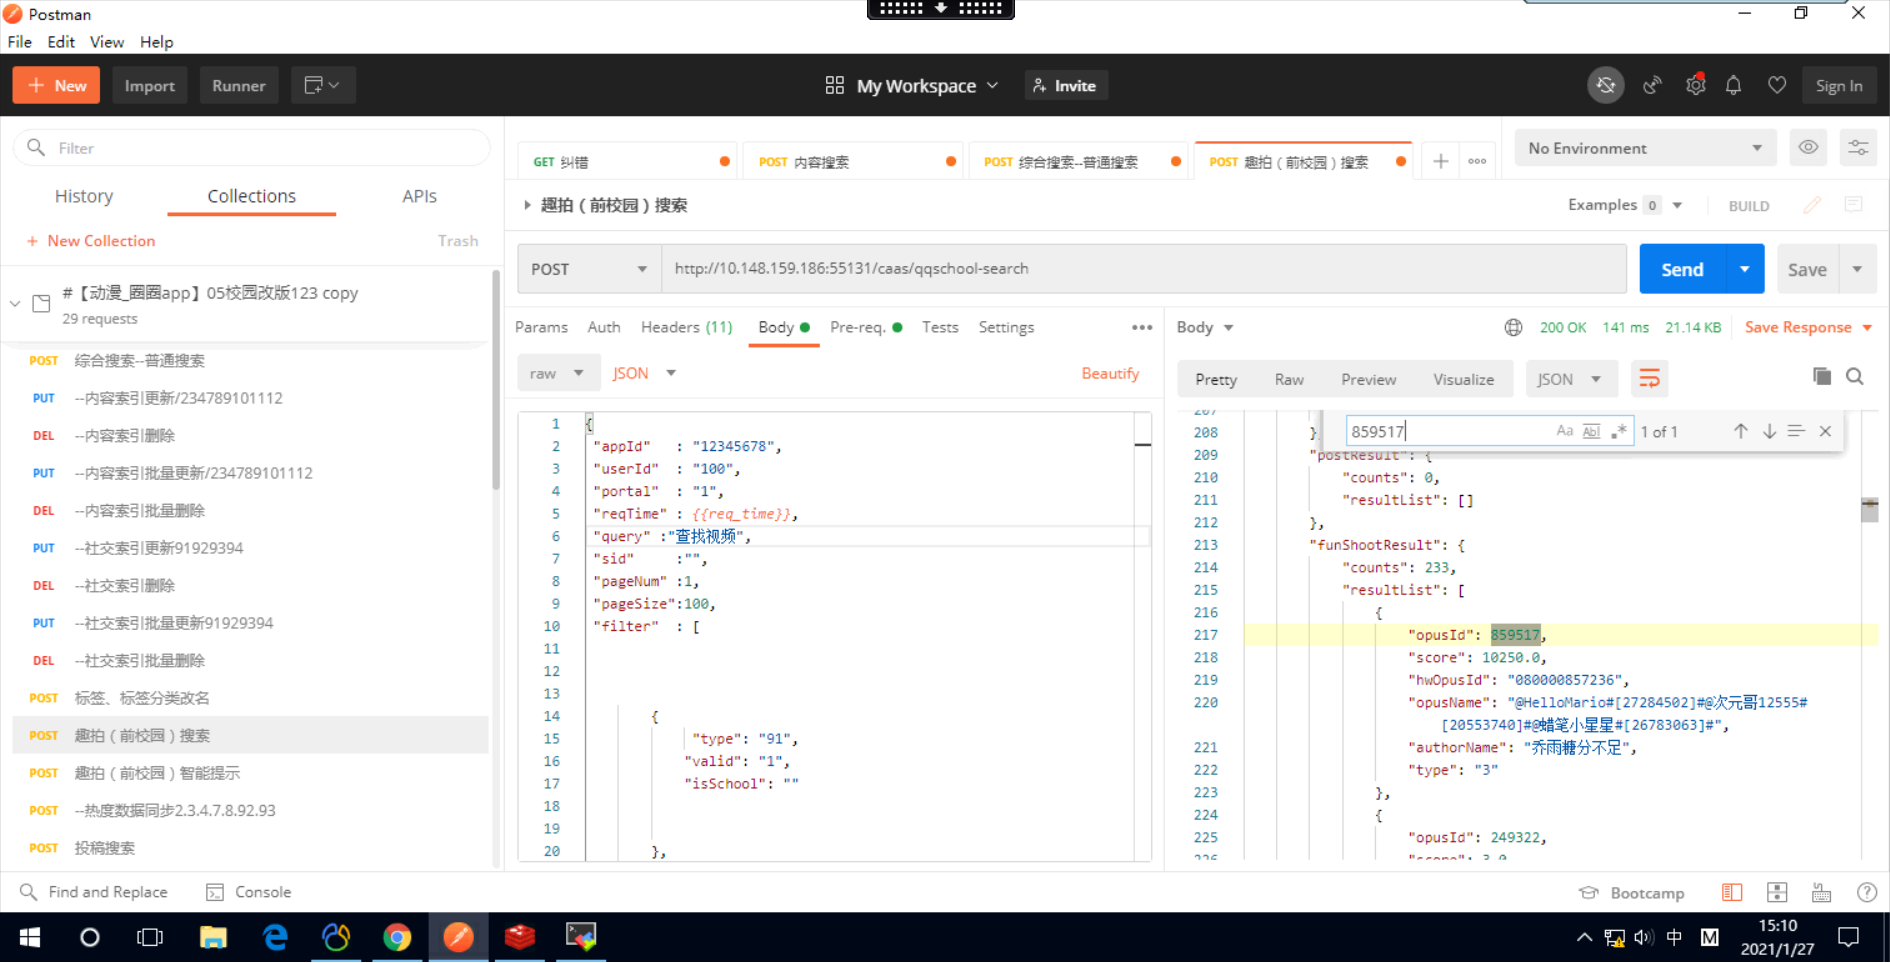 Postman
File Edit View Help
+ New Import Runner My Workspace Invite Sign In
Filter
History Collections APIs
+ New Collection Trash
#【动漫_圈圈app】05校园改版123 copy
29 requests
POST 综合搜索--普通搜索
PUT --内容索引更新/234789101112
DEL --内容索引删除
PUT --内容索引批量更新/234789101112
DEL --内容索引批量删除
PUT --社交索引更新91929394
DEL --社交索引删除
PUT --社交索引批量更新91929394
DEL --社交索引批量删除
POST 标签、标签分类改名
POST 趣拍（前校园）搜索
POST 趣拍（前校园）智能提示
POST --热度数据同步2.3.4.7.8.92.93
POST 投稿搜索
GET 纠错 POST 内容搜索 POST 综合搜索--普通搜索 POST 趣拍（前校园）搜索 + ••• No Environment
趣拍（前校园）搜索 Examples 0 BUILD
POST http://10.148.159.186:55131/caas/qqschool-search Send Save
Params Auth Headers (11) Body Pre-req. Tests Settings •••
raw JSON Beautify
1 {
2 "appId" : "12345678",
3 "userId" : "100",
4 "portal" : "1",
5 "reqTime" : {{req_time}},
6 "query" :"查找视频",
7 "sid" :"",
8 "pageNum" :1,
9 "pageSize":100,
10 "filter" : [
11
12
13
14 {
15 "type": "91",
16 "valid": "1",
17 "isSchool": ""
18
19
20 },
Body 200 OK 141 ms 21.14 KB Save Response
Pretty Raw Preview Visualize JSON
859517 Aa Abl .* 1 of 1
207
208 }
209 "postResult": {
210 "counts": 0,
211 "resultList": []
212 },
213 "funShootResult": {
214 "counts": 233,
215 "resultList": [
216 {
217 "opusId": 859517,
218 "score": 10250.0,
219 "hwOpusId": "080000857236",
220 "opusName": "@HelloMario#[27284502]#@次元哥12555#
[20553740]#@蜡笔小星星#[26783063]#",
221 "authorName": "乔雨糖分不足",
222 "type": "3"
223 },
224 {
225 "opusId": 249322,
226 "score": 3.0
Find and Replace Console Bootcamp
中 M 15:10
2021/1/27